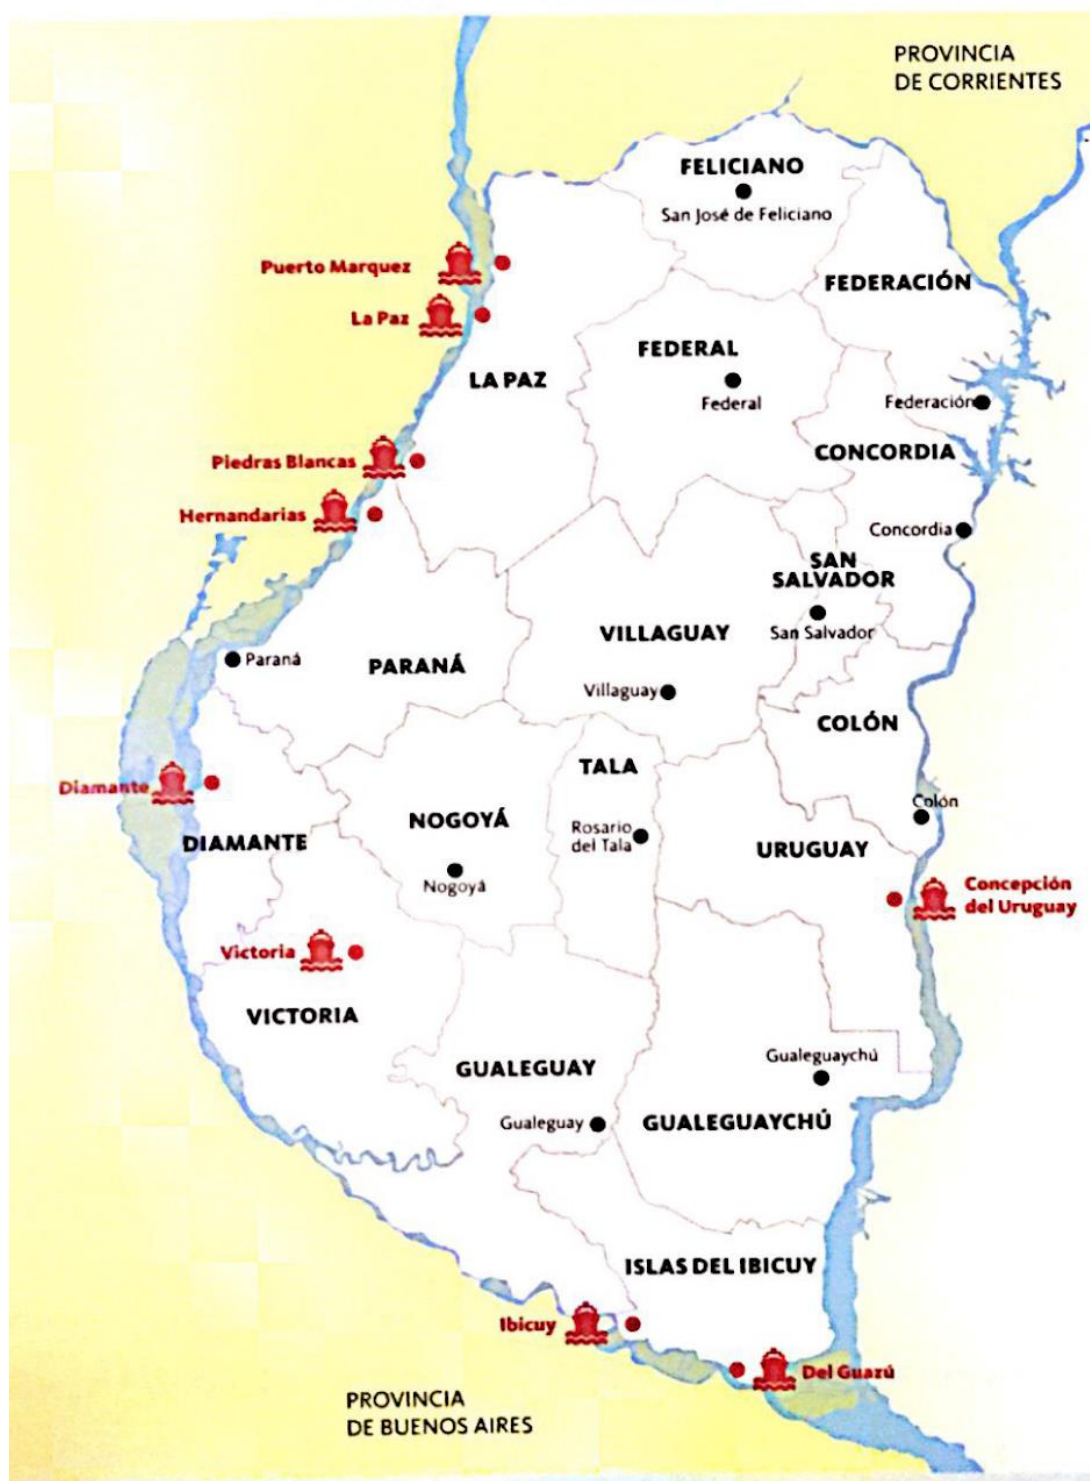 PROVINCIA
DE CORRIENTES
FELICIANO
San José de Feliciano
Puerto Marquez
FEDERACIÓN
La Paz
FEDERAL
LA PAZ
Federal
Federación
CONCORDIA
Piedras Blancas
Hernandarias
Concordia
SAN
SALVADOR
San Salvador
VILLAGUAY
Paraná
PARANÁ
Villaguay
COLÓN
TALA
Diamante
Colón
NOGOYÁ
Rosario
del Tala
DIAMANTE
URUGUAY
Nogoyá
Concepción
del Uruguay
Victoria
VICTORIA
Gualeguaychú
GUALEGUAY
Gualeguay
GUALEGUAYCHÚ
ISLAS DEL IBICUY
Ibicuy
Del Guazú
PROVINCIA
DE BUENOS AIRES